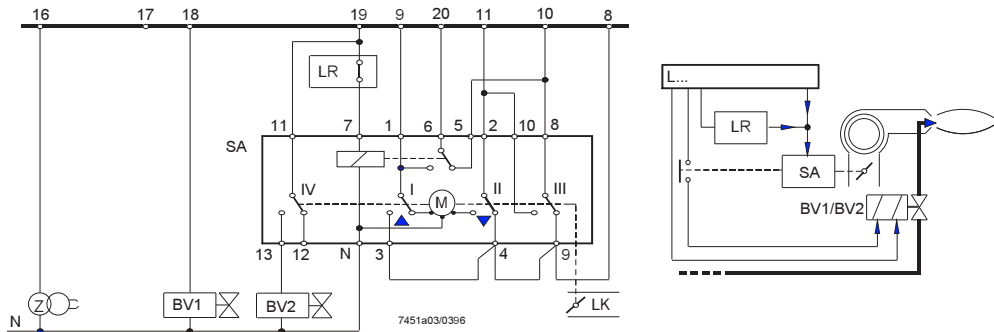 16 17 18 19 9 20 11 10 8
LR
11 7 1 6 5 2 10 8
SA
IV I M II III
13 12 N 3 4 9
Z BV1 BV2 LK
7451a03/0396
N
L...
LR
SA
BV1/BV2